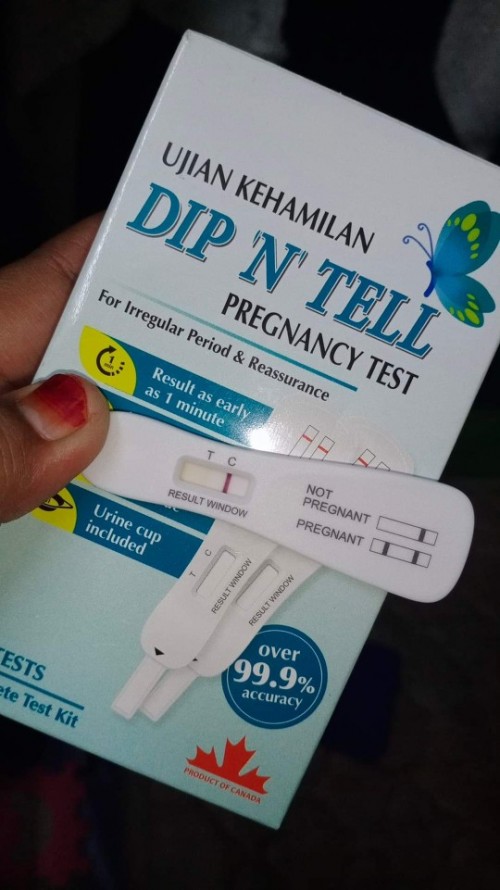 UJIAN KEHAMILAN
DIP 'N' TELL
PREGNANCY TEST
For Irregular Period & Reassurance
1
Result as early
as 1 minute
T C
RESULT WINDOW
NOT
PREGNANT
PREGNANT
Urine cup
included
T C
RESULT WINDOW
RESULT WINDOW
over
99.9%
accuracy
TESTS
Test Kit
PRODUCT OF CANADA